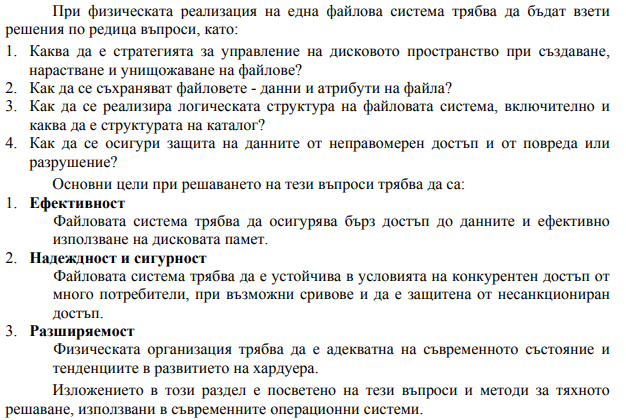 При физическата реализация на една файлова система трябва да бъдат взети
решения по редица въпроси, като:
1. Каква да е стратегията за управление на дисковото пространство при създаване,
нарастване и унищожаване на файлове?
2. Как да се съхраняват файловете - данни и атрибути на файла?
3. Как да се реализира логическата структура на файловата система, включително и
каква да е структурата на каталог?
4. Как да се осигури защита на данните от неправомерен достъп и от повреда или
разрушение?
Основни цели при решаването на тези въпроси трябва да са:
1. Ефективност
Файловата система трябва да осигурява бърз достъп до данните и ефективно
използване на дисковата памет.
2. Надеждност и сигурност
Файловата система трябва да е устойчива в условията на конкурентен достъп от
много потребители, при възможни сривове и да е защитена от несанкциониран
достъп.
3. Разширяемост
Физическата организация трябва да е адекватна на съвременното състояние и
тенденциите в развитието на хардуера.
Изложението в този раздел е посветено на тези въпроси и методи за тяхното
решаване, използвани в съвременните операционни системи.